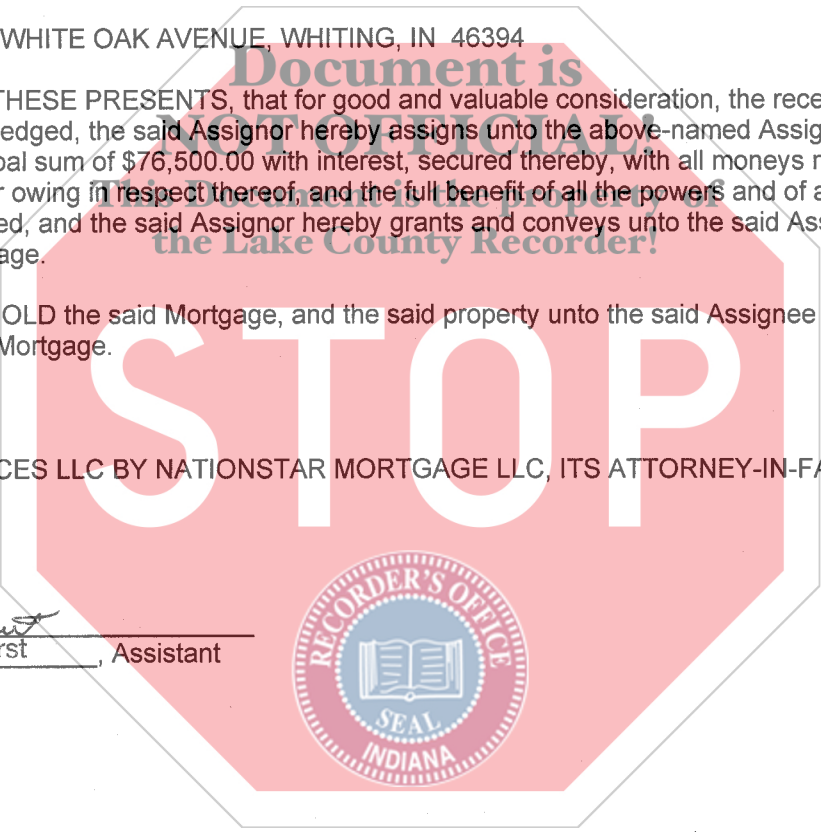 WHITE OAK AVENUE, WHITING, IN 46394
Document is
THESE PRESENTS, that for good and valuable consideration, the rece
NOT OFFICIAL!
edged, the said Assignor hereby assigns unto the above-named Assig
pal sum of $76,500.00 with interest, secured thereby, with all moneys
r owing in respect thereof, and the full benefit of all the powers and of a
This Document is the property of
ed, and the said Assignor hereby grants and conveys unto the said Ass
the Lake County Recorder!
age.
OLD the said Mortgage, and the said property unto the said Assignee
Mortgage.
STOP
CES LLC BY NATIONSTAR MORTGAGE LLC, ITS ATTORNEY-IN-FA
RECORDER'S OFFICE
rst, Assistant
SEAL
INDIANA